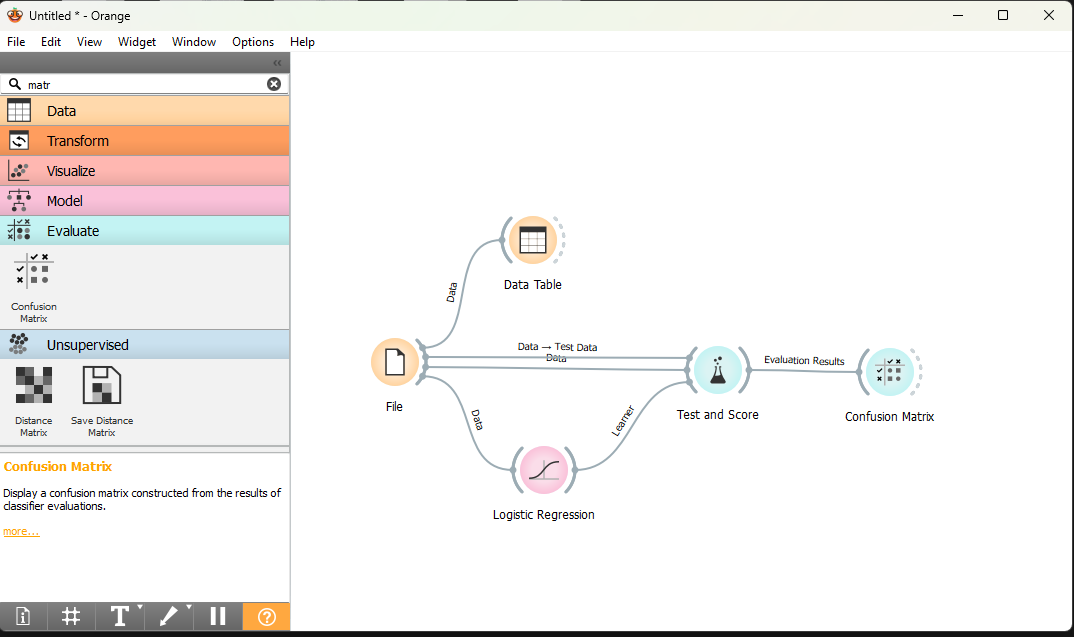 Untitled * - Orange
File Edit View Widget Window Options Help
matr
Data
Transform
Visualize
Model
Evaluate
Confusion
Matrix
Unsupervised
Distance
Matrix
Save Distance
Matrix
Confusion Matrix
Display a confusion matrix constructed from the results of
classifier evaluations.
more...
Data
Data Table
Data → Test Data
Data
File
Evaluation Results
Test and Score
Confusion Matrix
Data
Learner
Logistic Regression